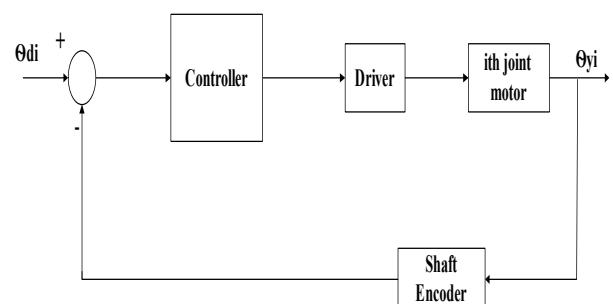 Θdi
+
Controller
Driver
ith joint
motor
Θyi
-
Shaft
Encoder